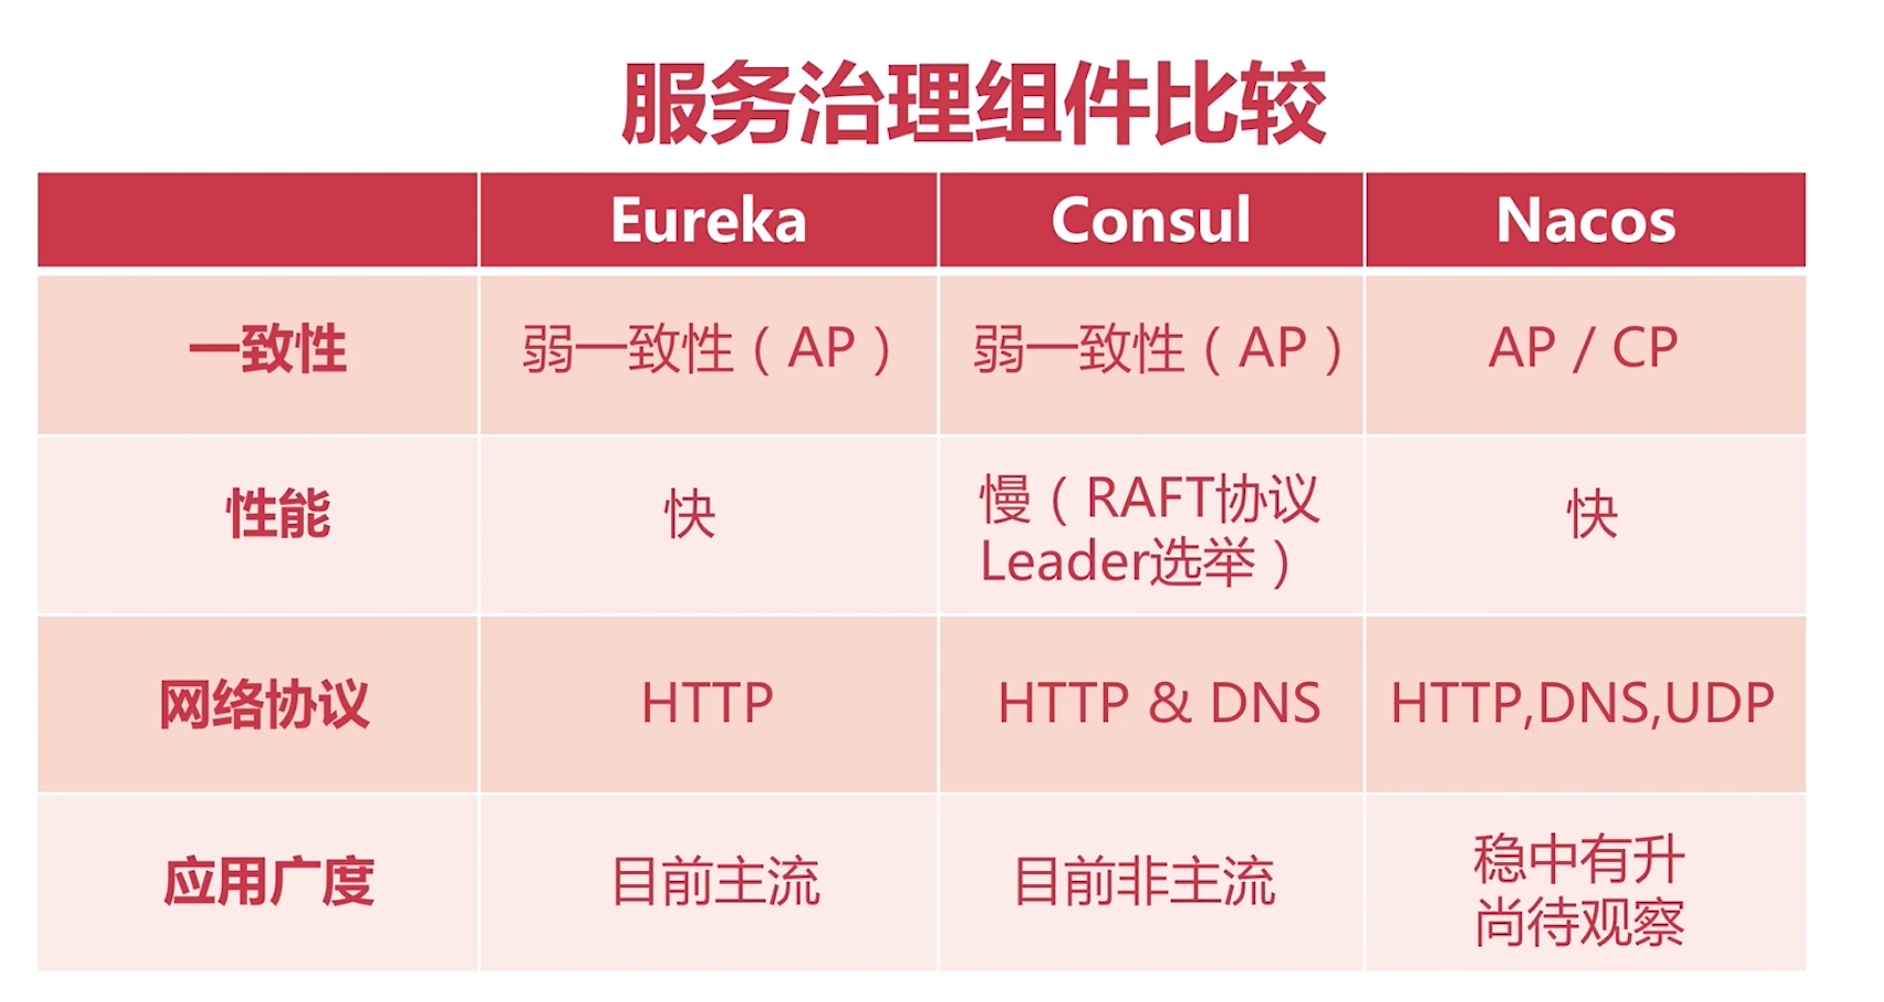 服务治理组件比较
Eureka Consul Nacos
一致性 弱一致性（AP） 弱一致性（AP） AP / CP
性能 快 慢（RAFT协议
Leader选举） 快
网络协议 HTTP HTTP & DNS HTTP,DNS,UDP
应用广度 目前主流 目前非主流 稳中有升
尚待观察